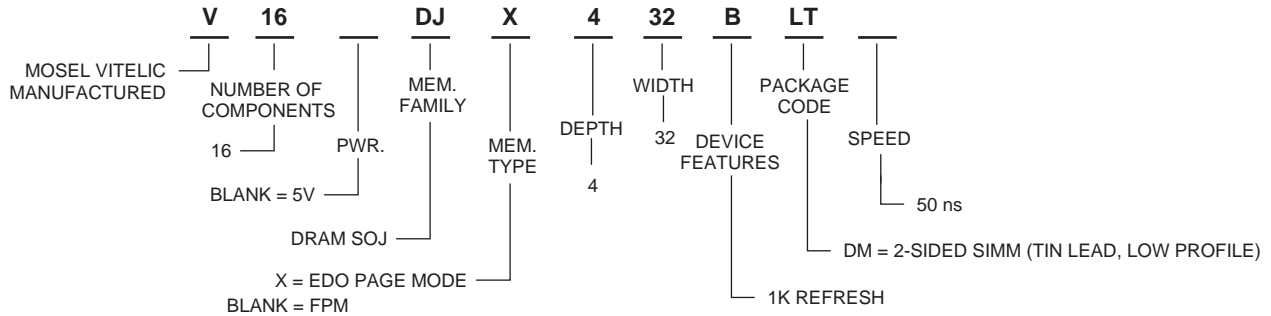 V 16 DJ X 4 32 B LT
MOSEL VITELIC
MANUFACTURED
NUMBER OF
COMPONENTS
16
PWR.
BLANK = 5V
MEM.
FAMILY
DRAM SOJ
MEM.
TYPE
X = EDO PAGE MODE
BLANK = FPM
DEPTH
4
WIDTH
32
DEVICE
FEATURES
1K REFRESH
PACKAGE
CODE
DM = 2-SIDED SIMM (TIN LEAD, LOW PROFILE)
SPEED
50 ns